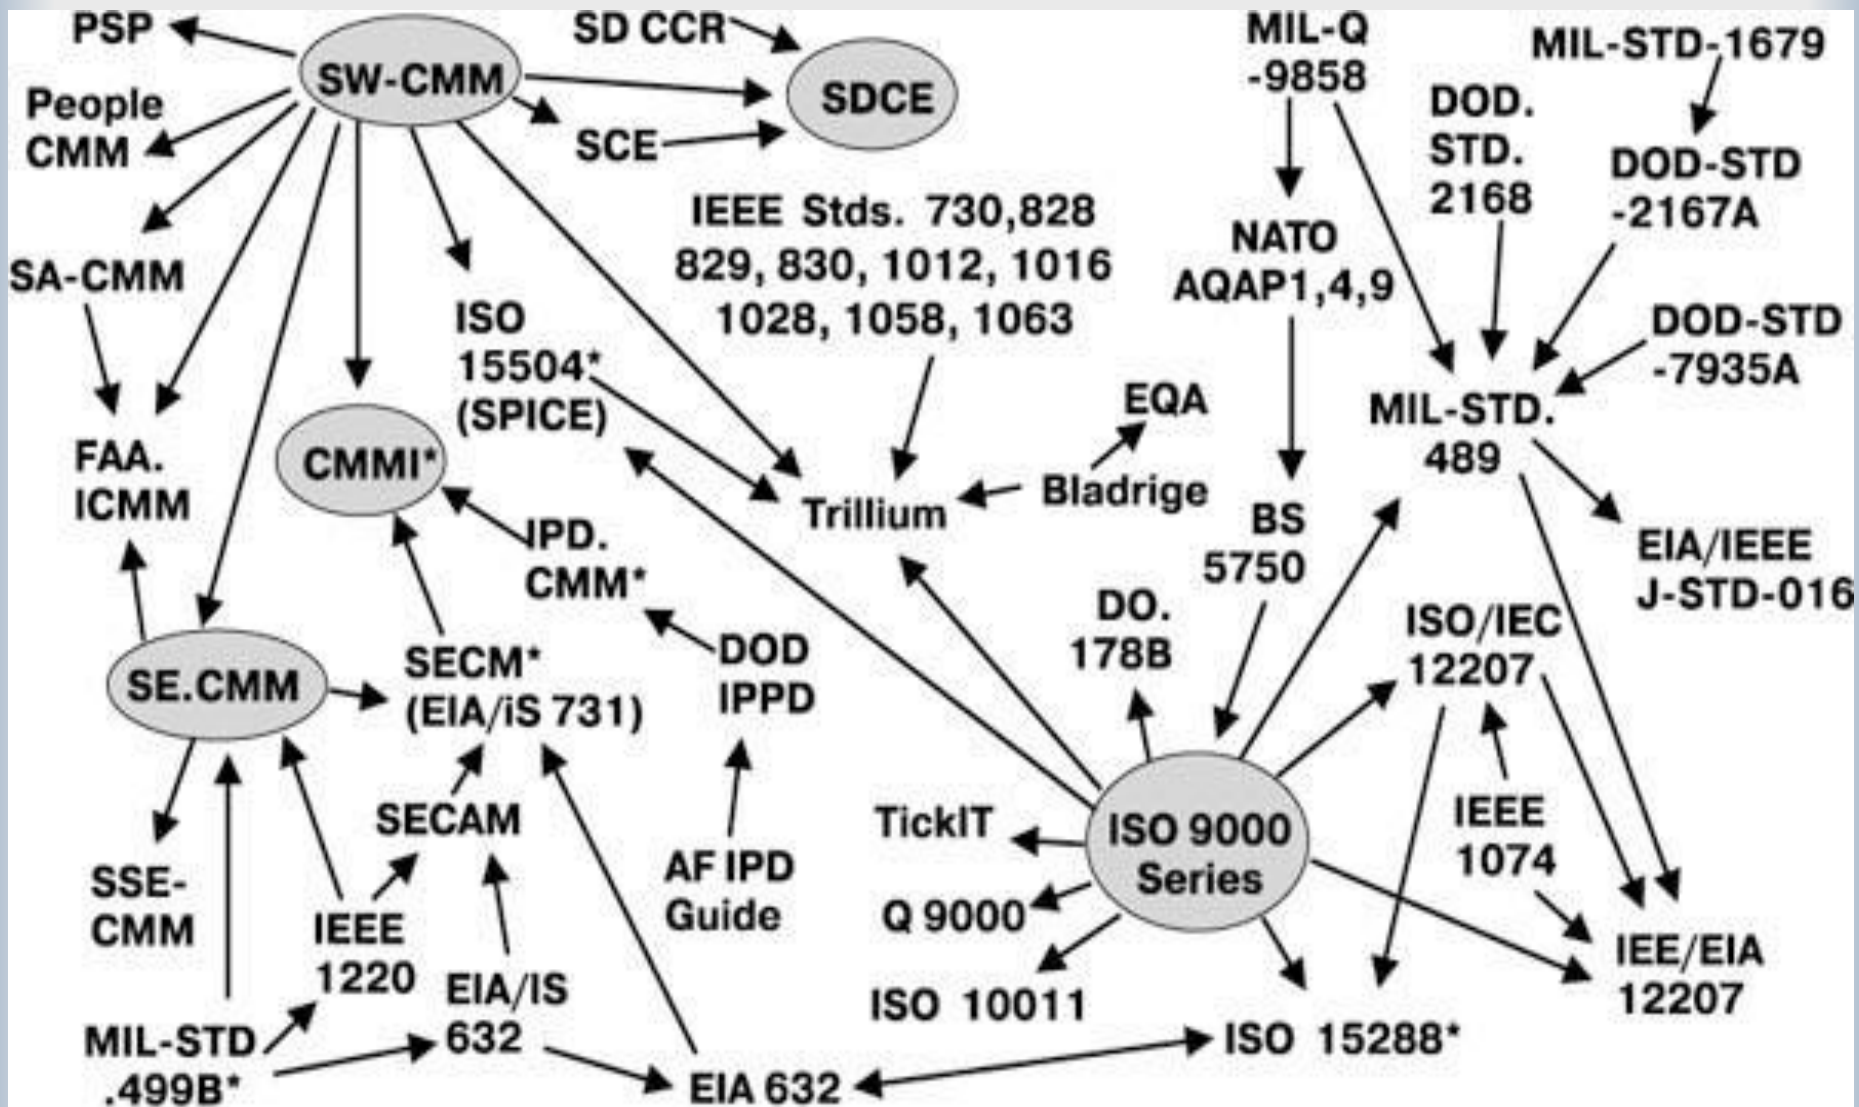 PSP
SW-CMM
SD CCR
SDCE
SCE
People
CMM
SA-CMM
MIL-Q
-9858
MIL-STD-1679
DOD.
STD.
2168
DOD-STD
-2167A
IEEE Stds. 730,828
829, 830, 1012, 1016
1028, 1058, 1063
NATO
AQAP1,4,9
DOD-STD
-7935A
ISO
15504*
(SPICE)
EQA
MIL-STD.
489
FAA.
ICMM
CMMI*
Trillium
Bladrige
BS
5750
IPD.
CMM*
EIA/IEEE
J-STD-016
DO.
178B
ISO/IEC
12207
SE.CMM
SECM*
(EIA/iS 731)
DOD
IPPD
SECAM
TickIT
ISO 9000
Series
IEEE
1074
SSE-
CMM
AF IPD
Guide
Q 9000
IEEE
1220
EIA/IS
632
ISO 10011
IEE/EIA
12207
MIL-STD
.499B*
EIA 632
ISO 15288*